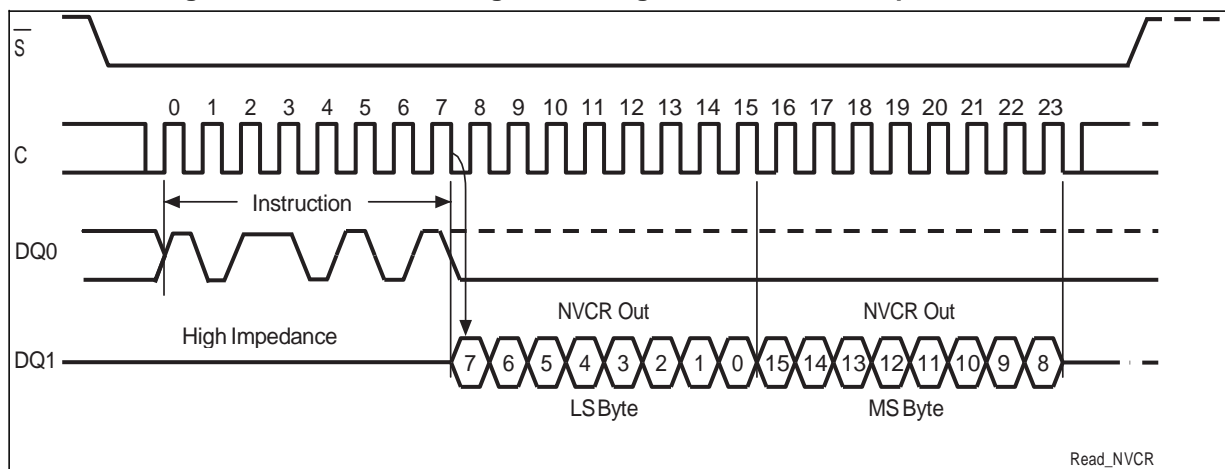 S
0 1 2 3 4 5 6 7 8 9 10 11 12 13 14 15 16 17 18 19 20 21 22 23
C
Instruction
DQ0
NVCR Out NVCR Out
High Impedance
DQ1
7 6 5 4 3 2 1 0 15 14 13 12 11 10 9 8
LS Byte MS Byte
Read_NVCR